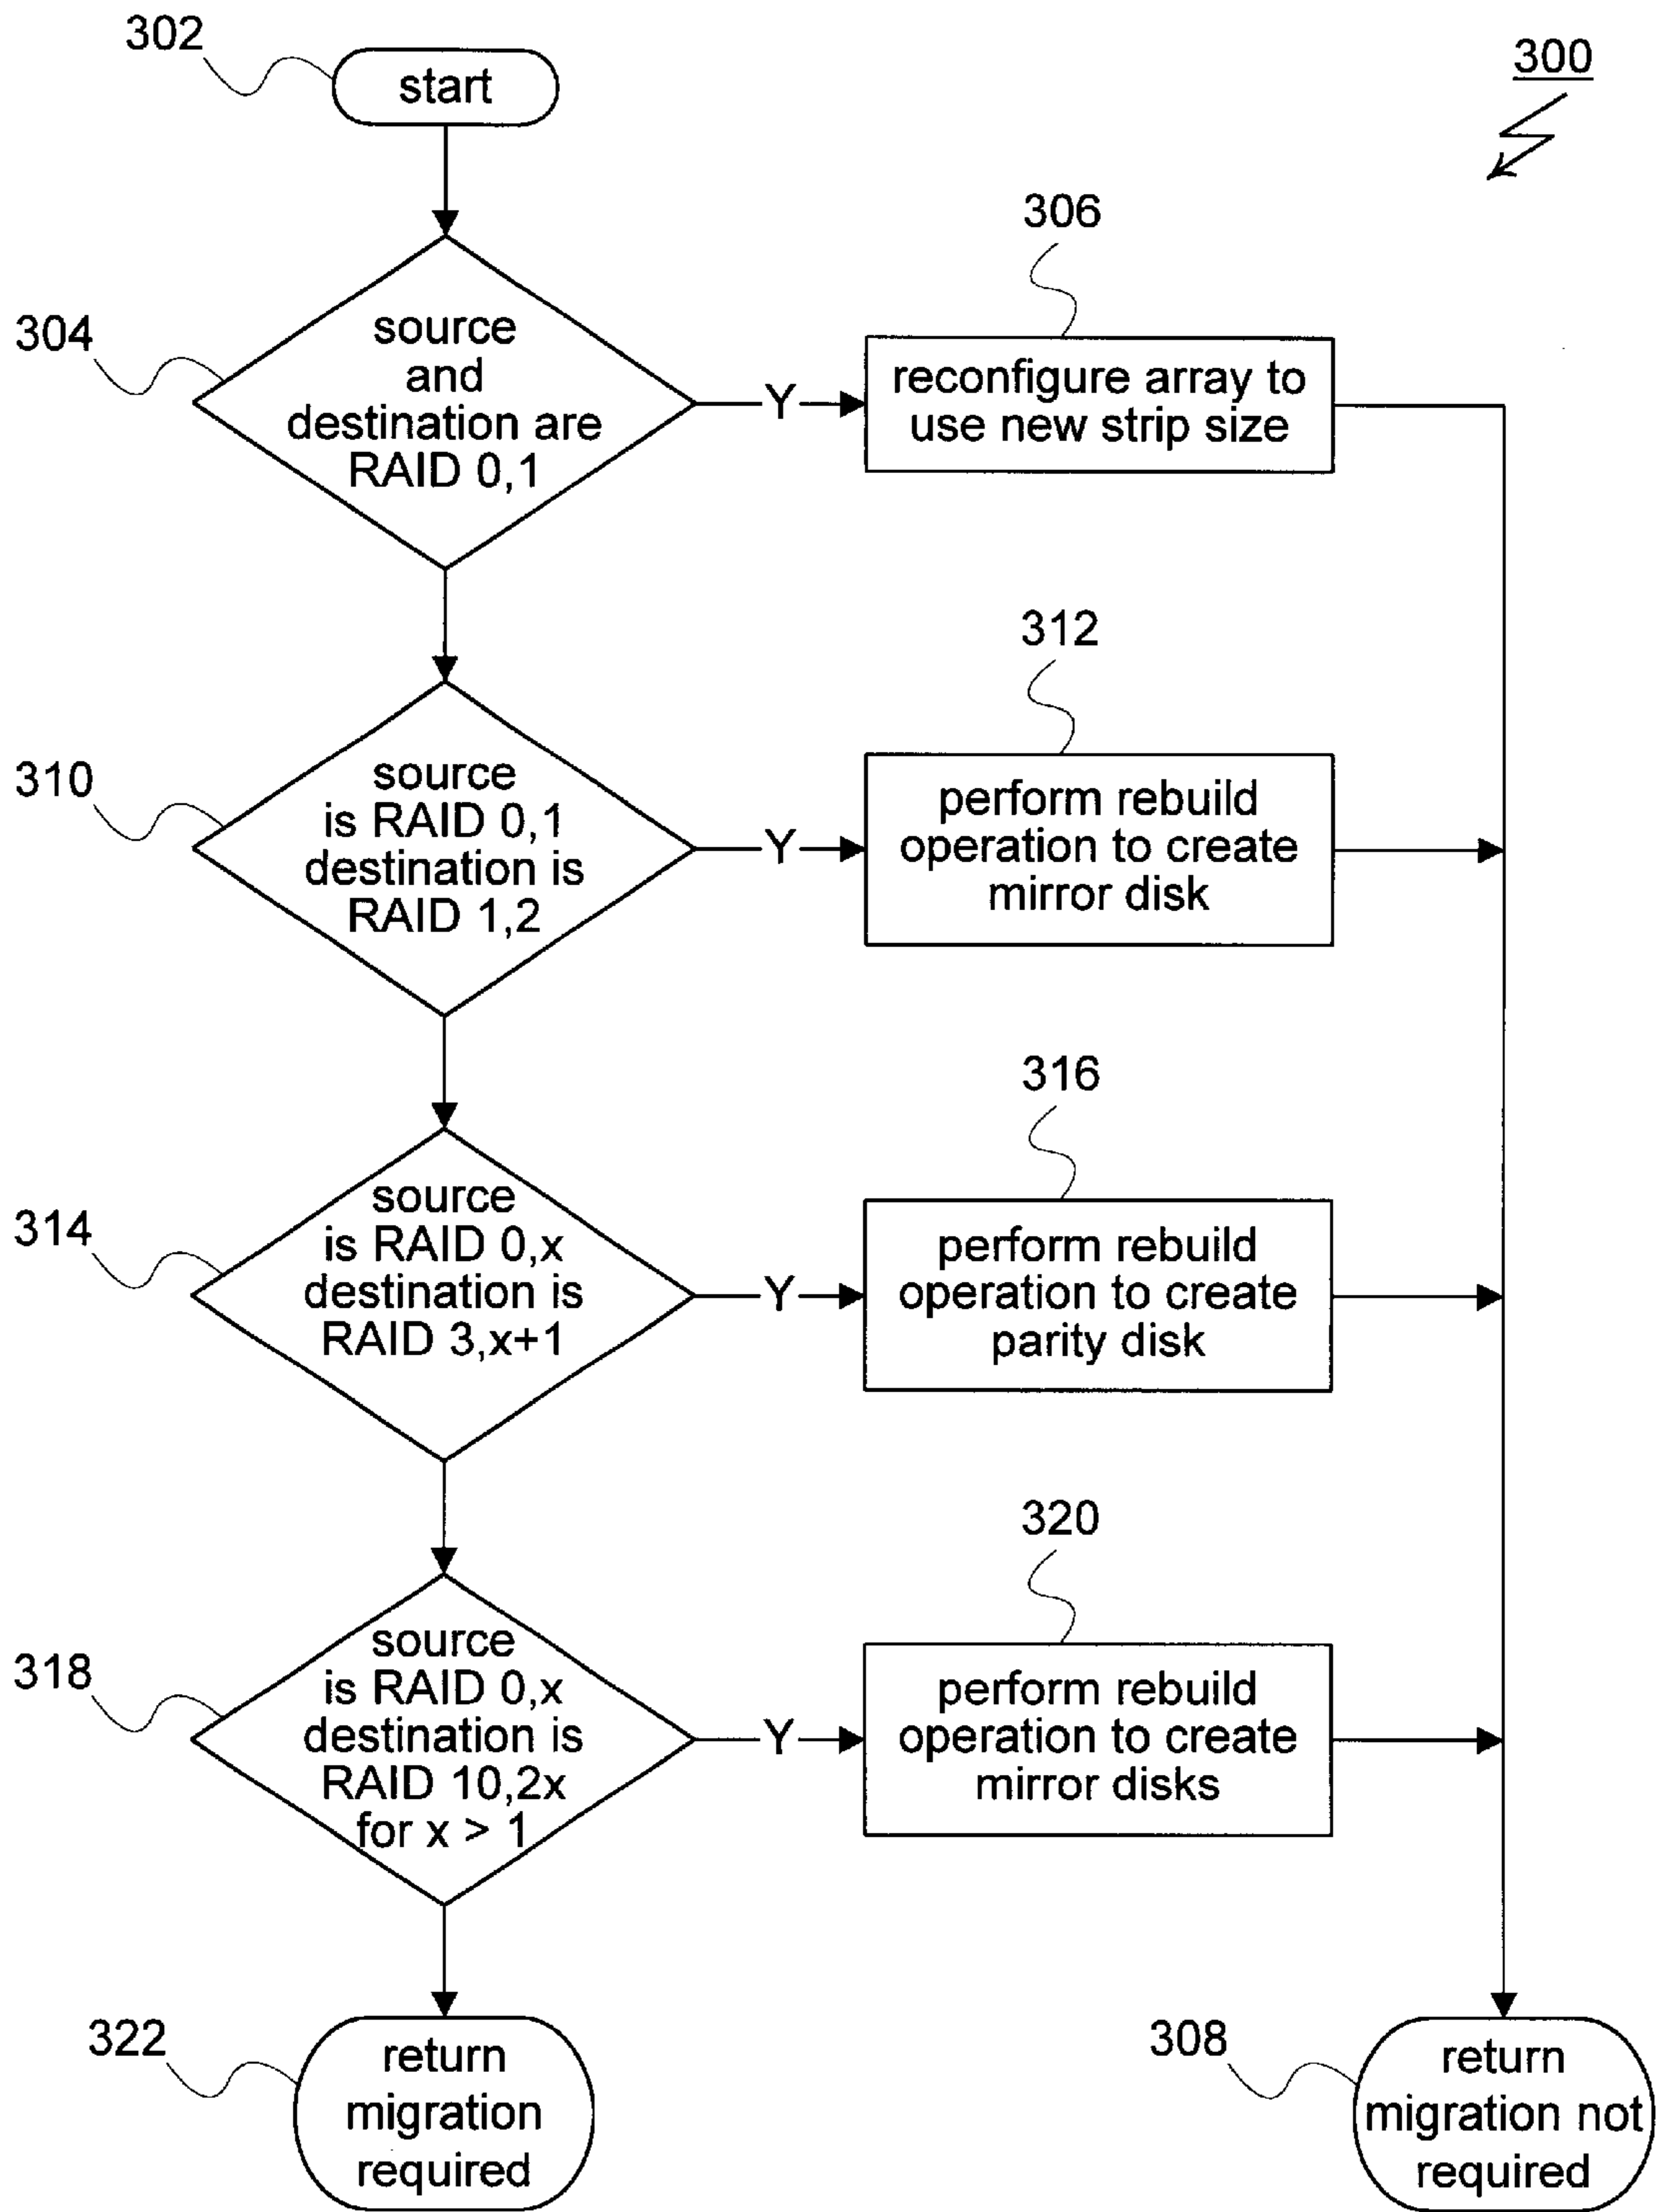 302
start
300
304
source
and
destination are
RAID 0,1
Y
306
reconfigure array to
use new strip size
310
source
is RAID 0,1
destination is
RAID 1,2
Y
312
perform rebuild
operation to create
mirror disk
314
source
is RAID 0,x
destination is
RAID 3,x+1
Y
316
perform rebuild
operation to create
parity disk
318
source
is RAID 0,x
destination is
RAID 10,2x
for x > 1
Y
320
perform rebuild
operation to create
mirror disks
322
return
migration
required
308
return
migration not
required